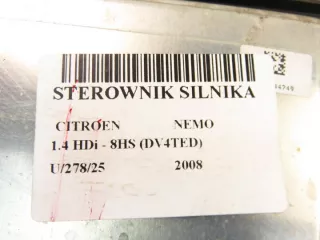 STEROWNIK SILNIKA
CITROEN NEMO
1.4 HDi - 8HS (DV4TED)
U/278/25 2008